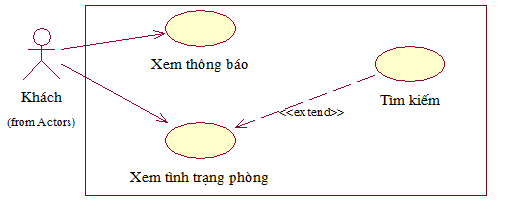 Xem thông báo
Khách
(from Actors)
Tìm kiếm
<<extend>>
Xem tình trạng phòng